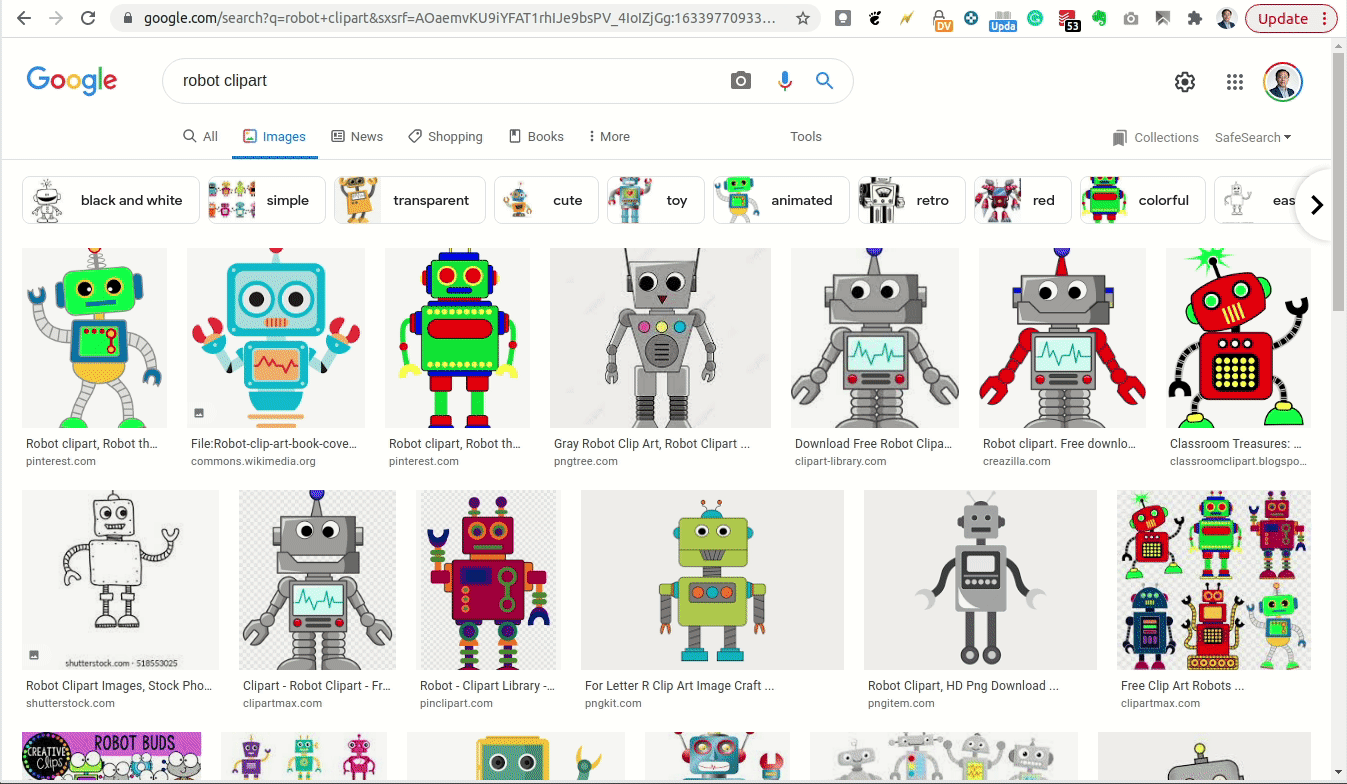 google.com/search?q=robot+clipart&sxsrf=AOaemvKU9iYFAT1rhIJe9bsPV_4IoIZjGg:16339770933...
DV
Upda
53
Update
Google
robot clipart
All
Images
News
Shopping
Books
More
Tools
Collections
SafeSearch
black and white
simple
transparent
cute
toy
animated
retro
red
colorful
eas
Robot clipart, Robot th...
pinterest.com
File:Robot-clip-art-book-cove...
commons.wikimedia.org
Robot clipart, Robot th...
pinterest.com
Gray Robot Clip Art, Robot Clipart ...
pngtree.com
Download Free Robot Clipa...
clipart-library.com
Robot clipart. Free downlo...
creazilla.com
Classroom Treasures: ...
classroomclipart.blogspo...
shutterstock.com • 518553025
Robot Clipart Images, Stock Pho...
shutterstock.com
Clipart - Robot Clipart - Fr...
clipartmax.com
Robot - Clipart Library -...
pinclipart.com
For Letter R Clip Art Image Craft ...
pngkit.com
Robot Clipart, HD Png Download ...
pngitem.com
Free Clip Art Robots ...
clipartmax.com
CREATIVE
Clips
ROBOT BUDS